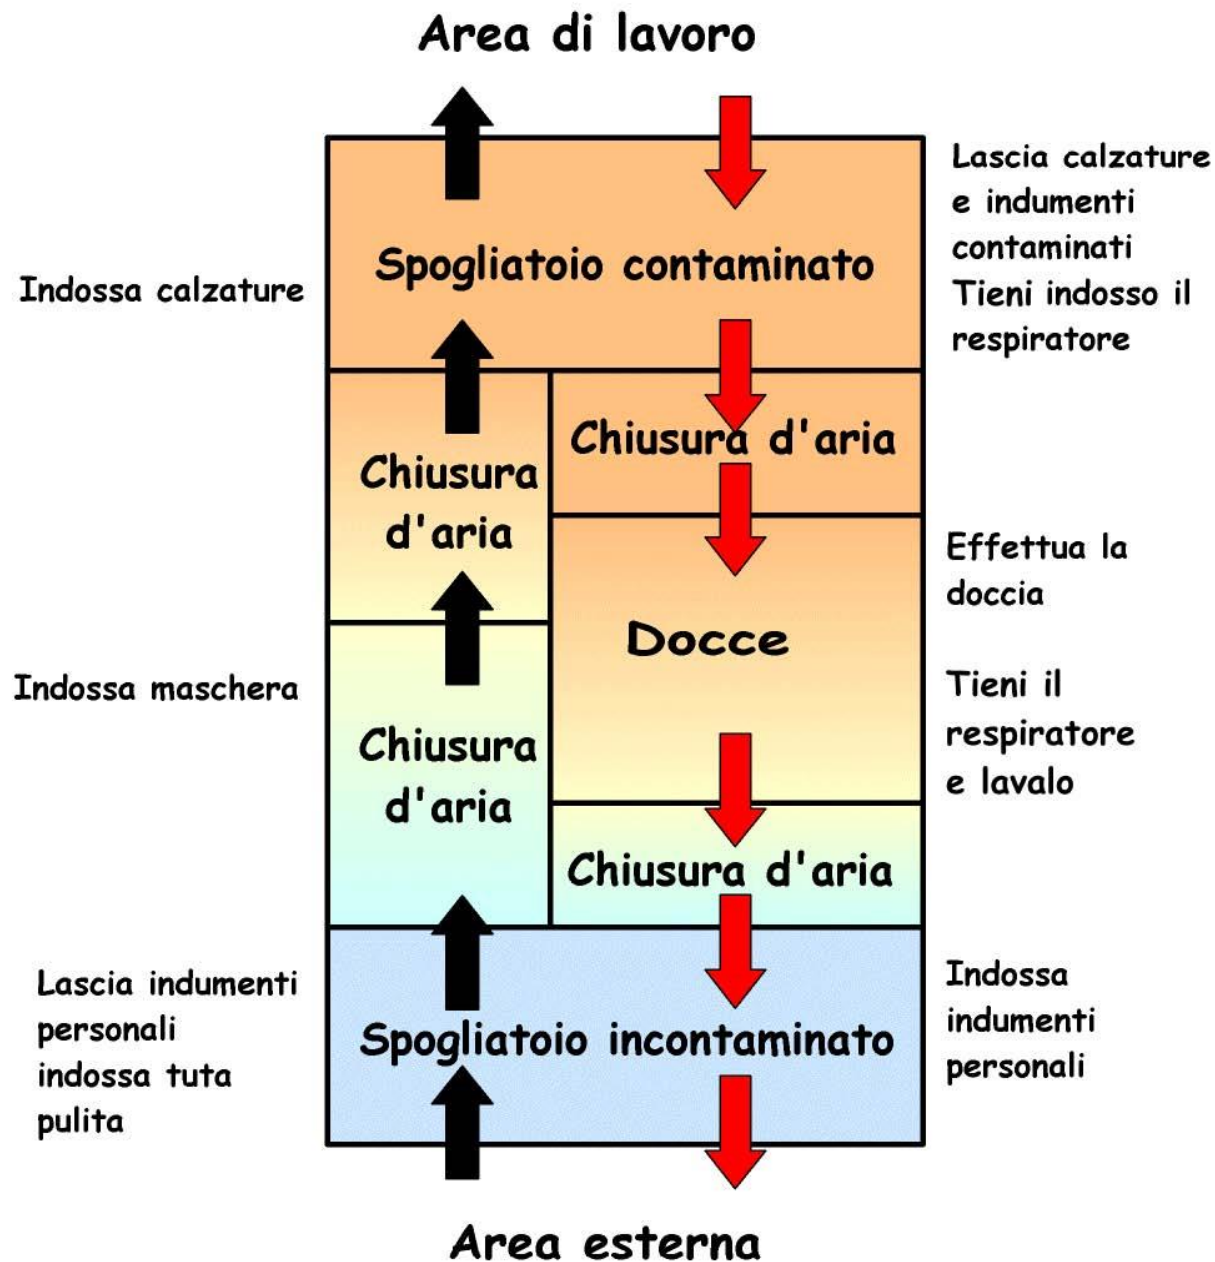 Area di lavoro
Lascia calzature
e indumenti
contaminati
Tieni indosso il
respiratore
Spogliatoio contaminato
Indossa calzature
Chiusura d'aria
Chiusura
d'aria
Effettua la
doccia
Docce
Indossa maschera
Tieni il
respiratore
e lavalo
Chiusura
d'aria
Chiusura d'aria
Lascia indumenti
personali
indossa tuta
pulita
Spogliatoio incontaminato
Indossa
indumenti
personali
Area esterna